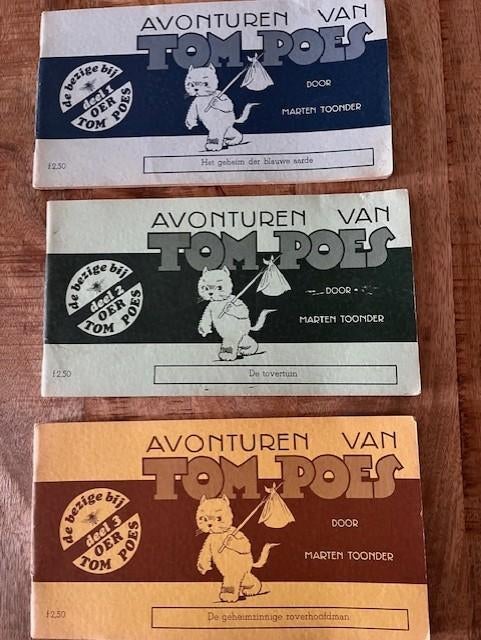 AVONTUREN VAN
TOM POES
de bezige bij
deel 1
OER
TOM POES
DOOR
MARTEN TOONDER
f2,50
Het geheim der blauwe aarde
AVONTUREN VAN
TOM POES
de bezige bij
deel 2
OER
TOM POES
DOOR
MARTEN TOONDER
f2,50
De tovertuin
AVONTUREN VAN
TOM POES
de bezige bij
deel 3
OER
TOM POES
DOOR
MARTEN TOONDER
f2,50
De geheimzinnige roverhoofdman